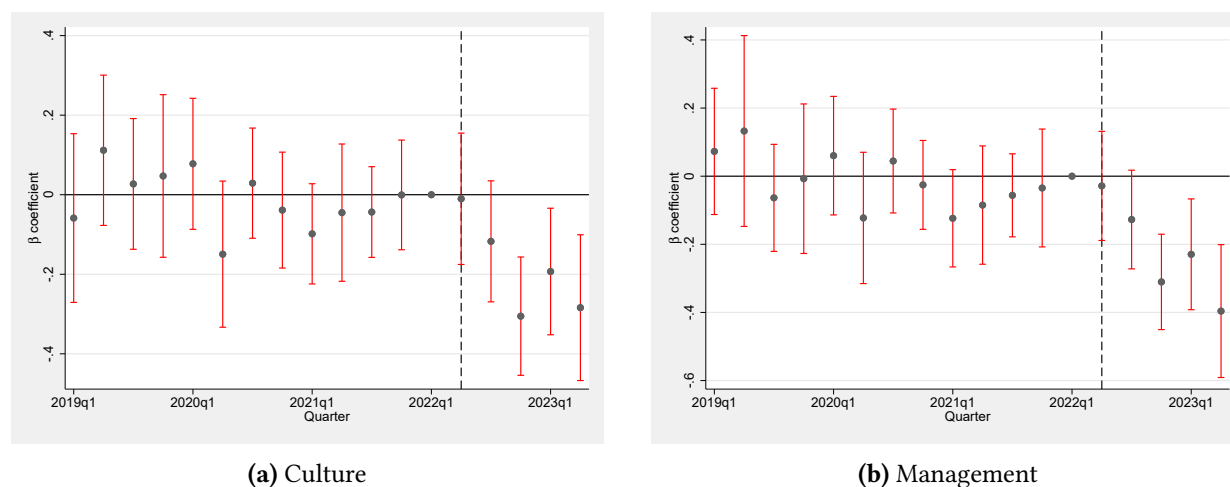 .4
.2
0
-.2
-.4
β coefficient
2019q1 2020q1 2021q1 2022q1 2023q1
Quarter
(a) Culture
.4
.2
0
-.2
-.4
-.6
β coefficient
2019q1 2020q1 2021q1 2022q1 2023q1
Quarter
(b) Management